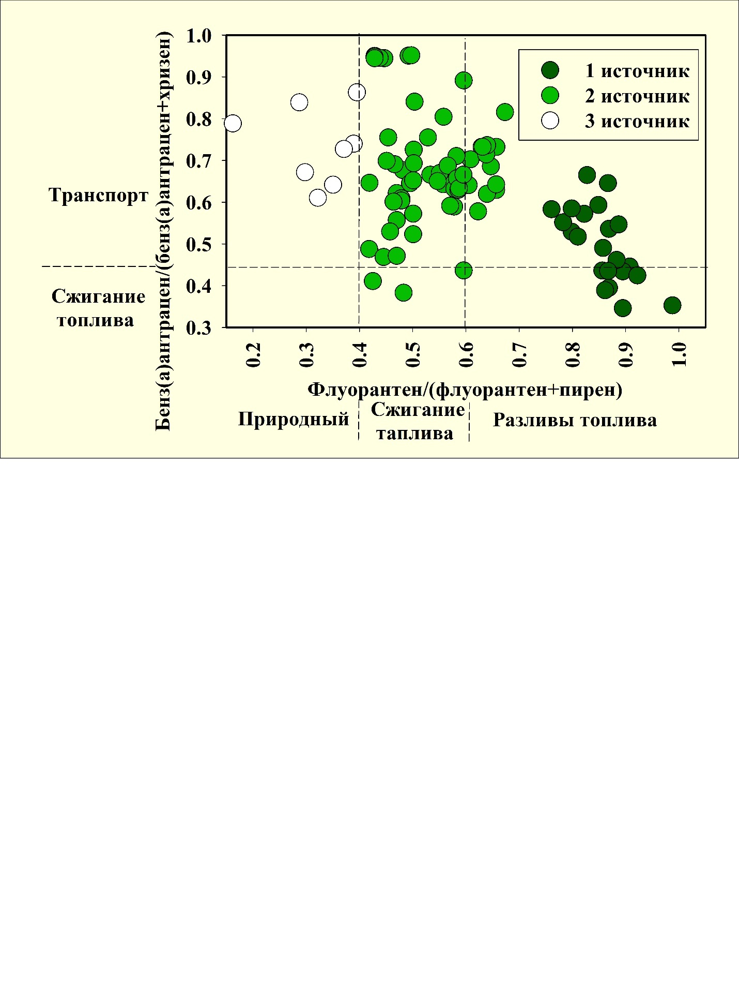 Бенз(а)антрацен/(бенз(а)антрацен+хризен)
1.0
0.9
0.8
0.7
0.6
0.5
0.4
0.3
1 источник
2 источник
3 источник
Транспорт
Сжигание
топлива
0.2
0.3
0.4
0.5
0.6
0.7
0.8
0.9
1.0
Флуорантен/(флуорантен+пирен)
Природный
Сжигание
таплива
Разливы топлива